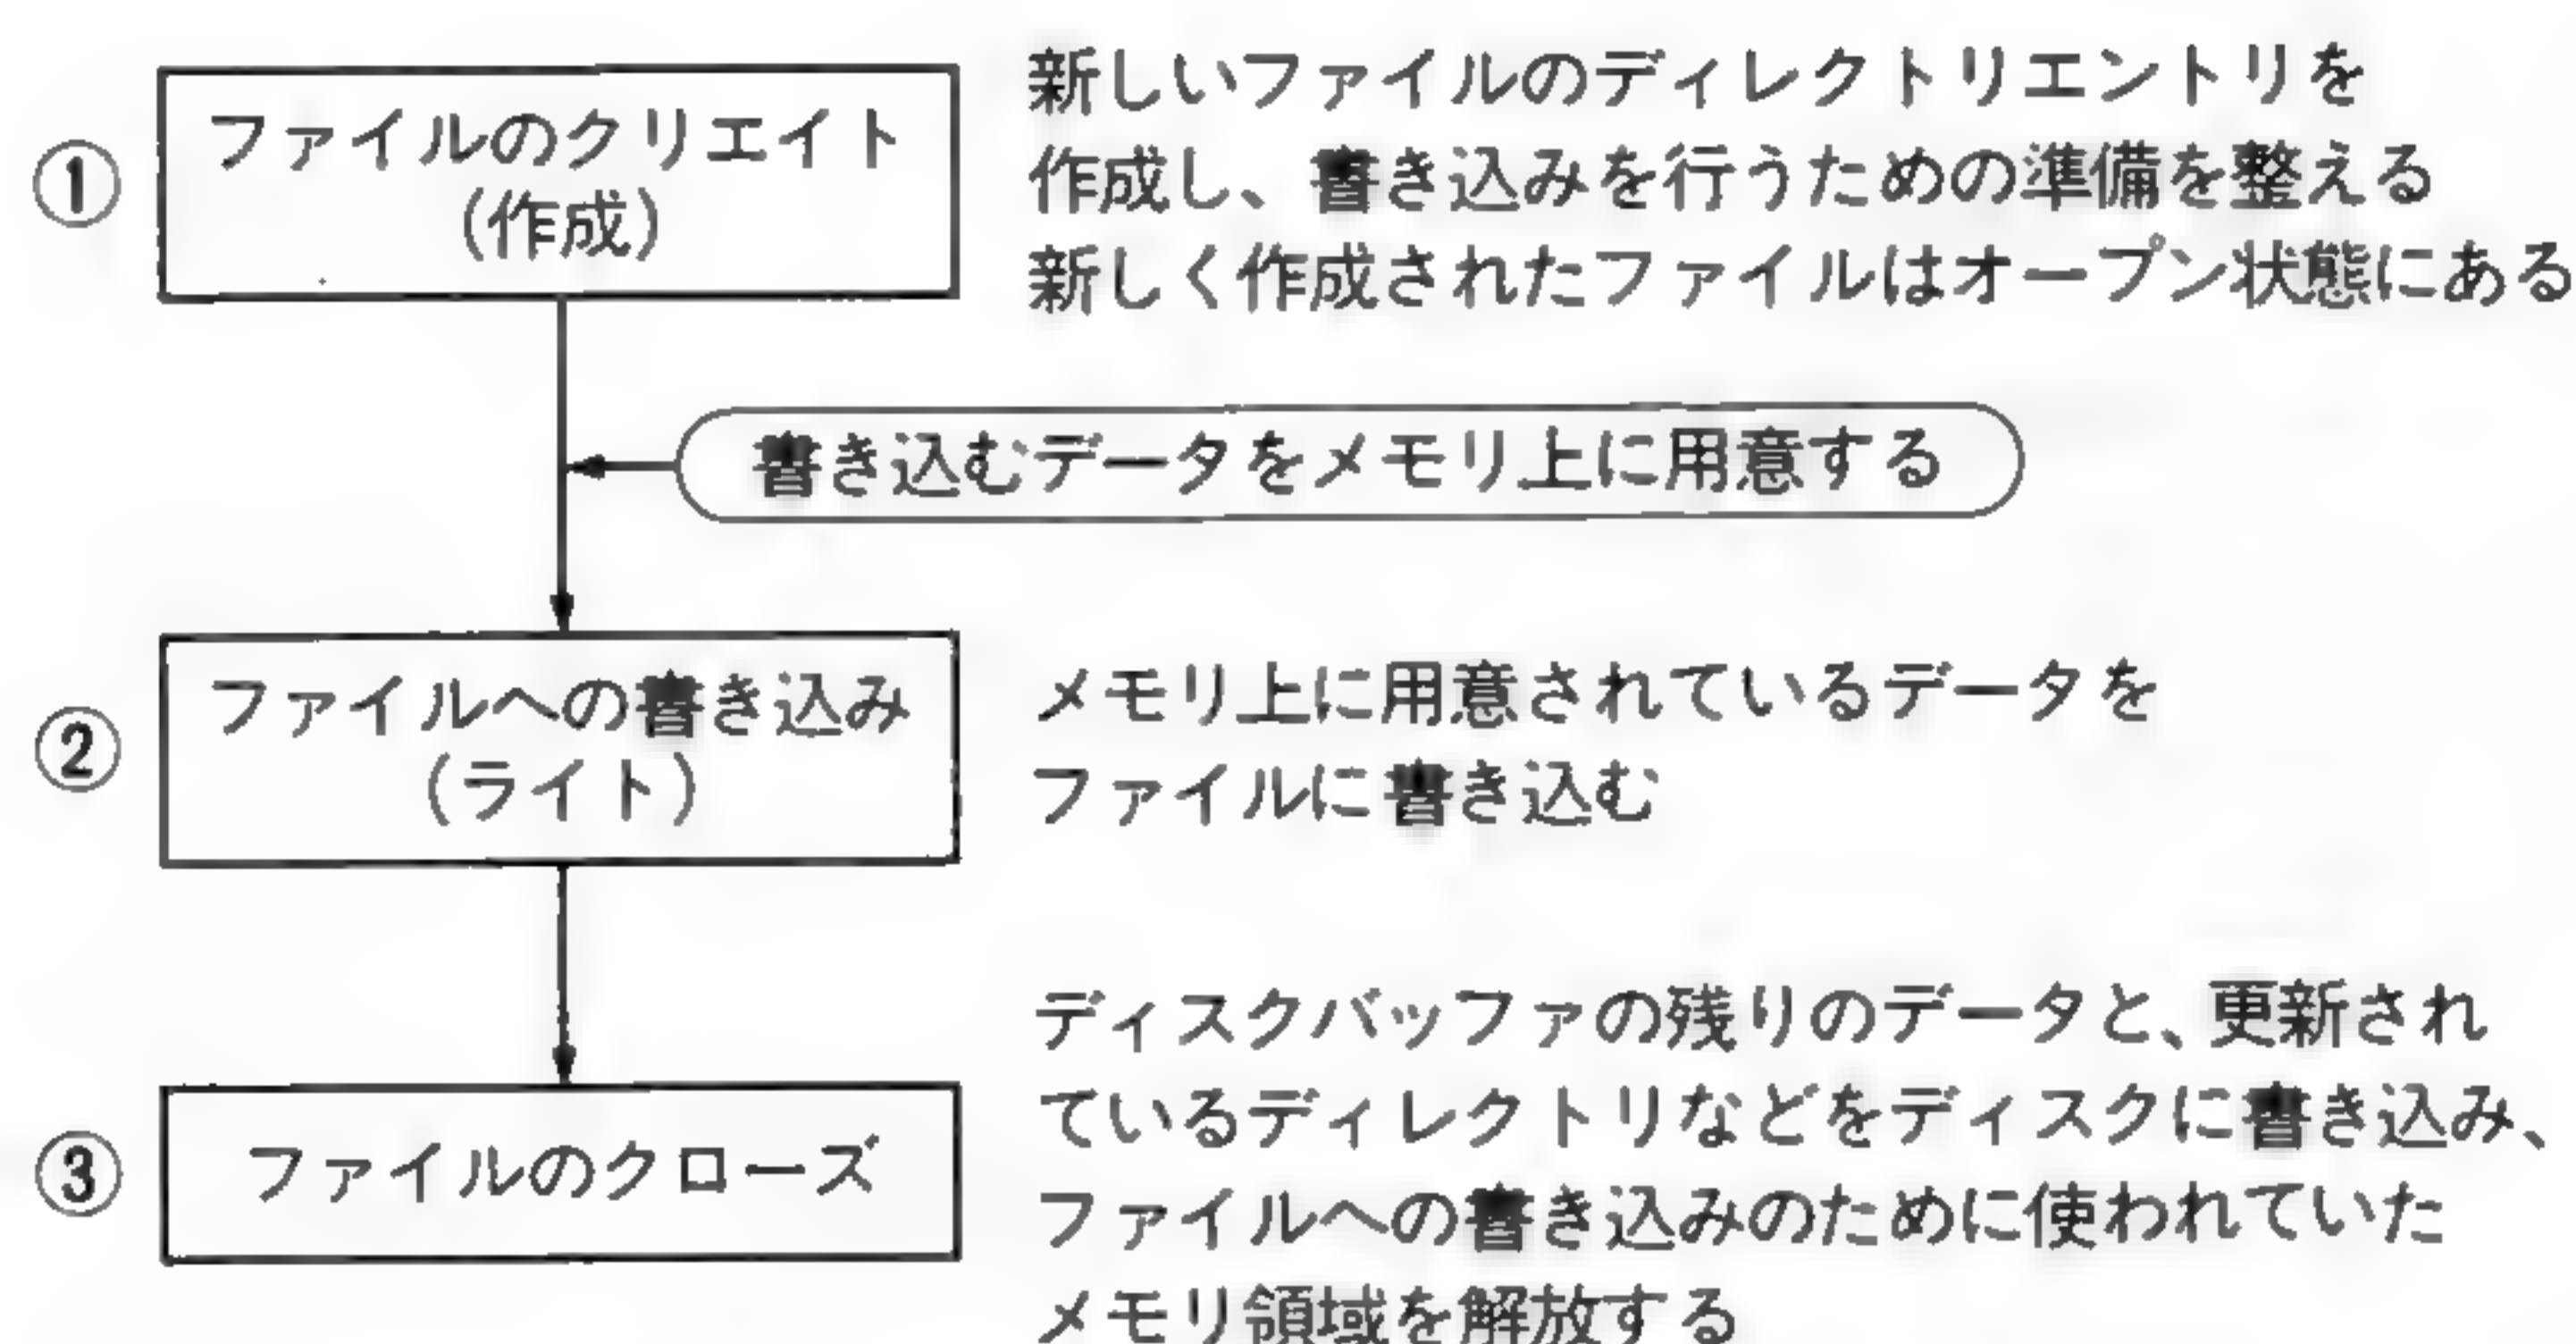 ①
ファイルのクリエイト
(作成)
新しいファイルのディレクトリエントリを
作成し、書き込みを行うための準備を整える
新しく作成されたファイルはオープン状態にある
書き込むデータをメモリ上に用意する
②
ファイルへの書き込み
(ライト)
メモリ上に用意されているデータを
ファイルに書き込む
③
ファイルのクローズ
ディスクバッファの残りのデータと、更新され
ているディレクトリなどをディスクに書き込み、
ファイルへの書き込みのために使われていた
メモリ領域を解放する